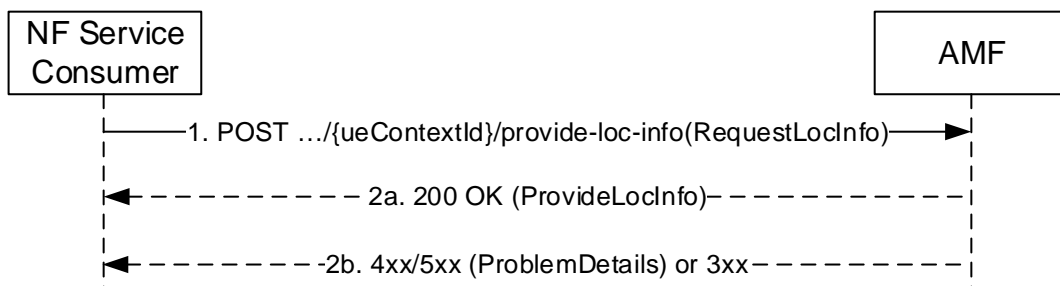 NF Service
Consumer
AMF
1. POST …/{ueContextId}/provide-loc-info(RequestLocInfo)
2a. 200 OK (ProvideLocInfo)
2b. 4xx/5xx (ProblemDetails) or 3xx